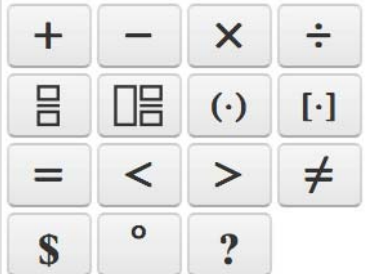 + − × ÷
(·) [·]
= < > ≠
$ ° ?